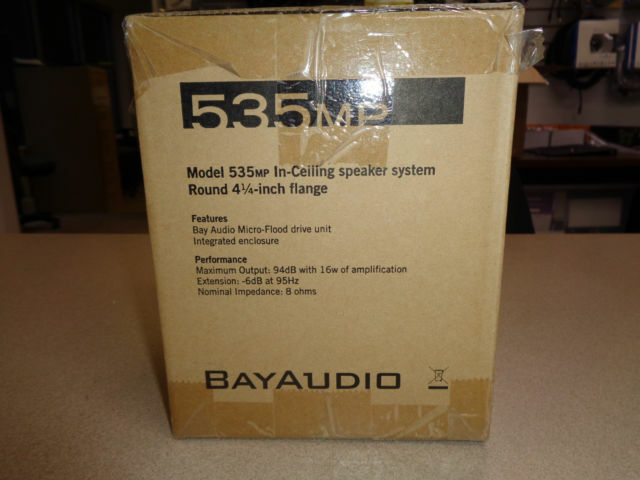 535MP
Model 535MP In-Ceiling speaker system
Round 4¼-inch flange
Features
Bay Audio Micro-Flood drive unit
Integrated enclosure
Performance
Maximum Output: 94dB with 16w of amplification
Extension: -6dB at 95Hz
Nominal Impedance: 8 ohms
BAYAUDIO